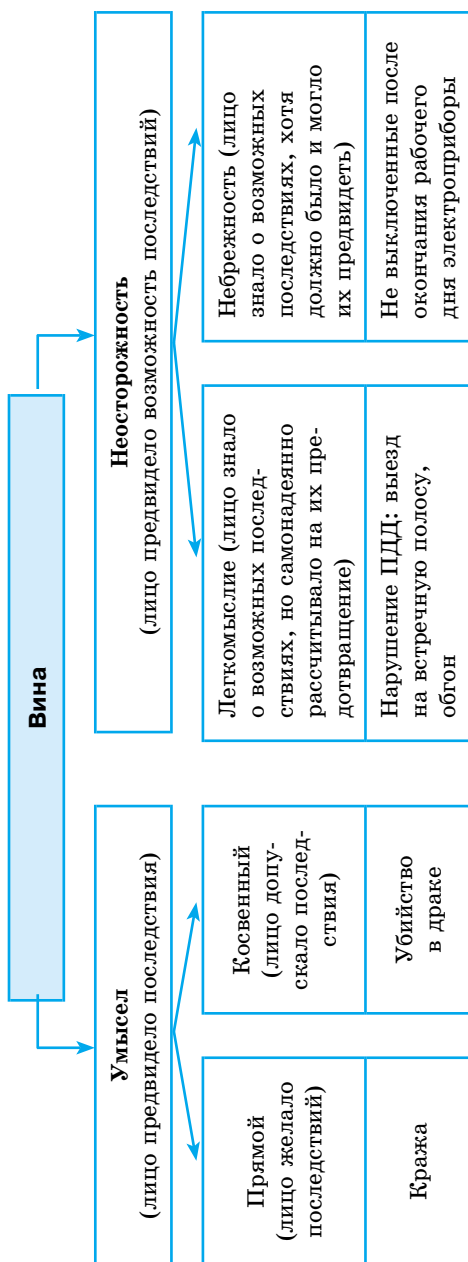 Вина
Умысел
(лицо предвидело последствия)
Неосторожность
(лицо предвидело возможность последствий)
Прямой
(лицо желало
последствий)
Косвенный
(лицо допу-
скало послед-
ствия)
Легкомыслие (лицо знало
о возможных послед-
ствиях, но самонадеянно
рассчитывало на их пре-
дотвращение)
Небрежность (лицо
знало о возможных
последствиях, хотя
должно было и могло
их предвидеть)
Кража
Убийство
в драке
Нарушение ПДД: выезд
на встречную полосу,
обгон
Не выключенные после
окончания рабочего
дня электроприборы